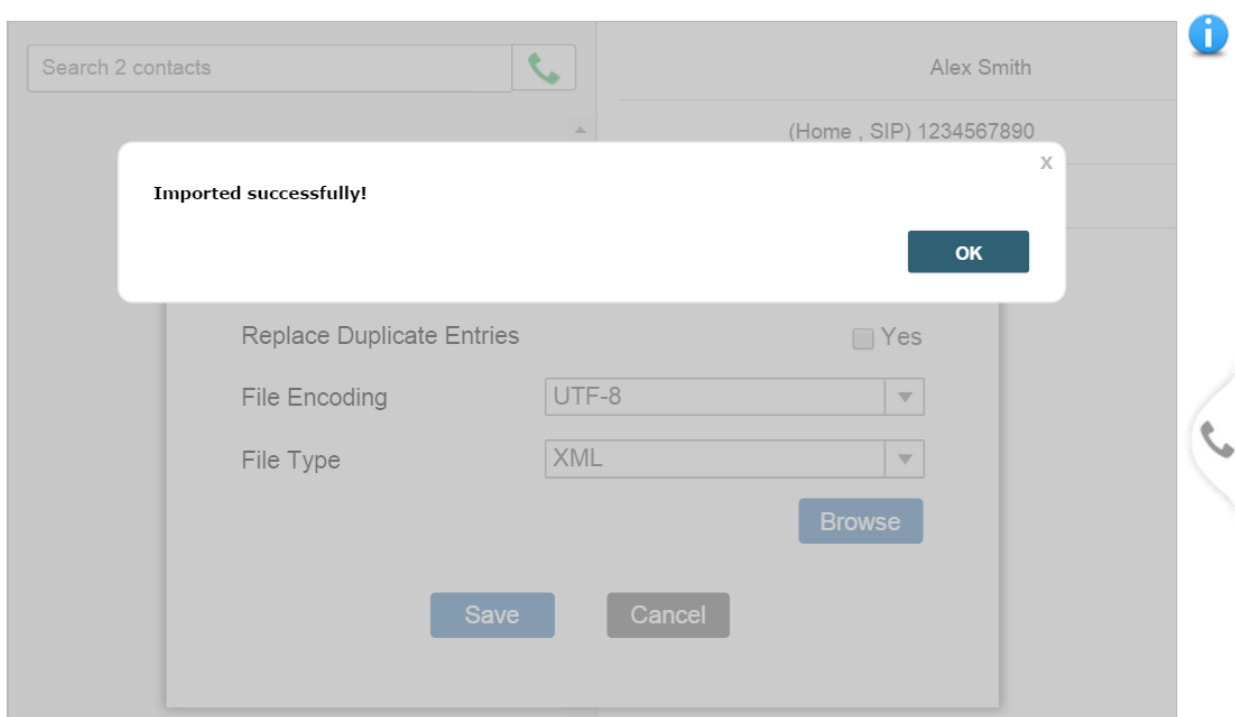 Search 2 contacts
Alex Smith
(Home , SIP) 1234567890
x
Imported successfully!
OK
Replace Duplicate Entries
Yes
File Encoding
UTF-8
File Type
XML
Browse
Save
Cancel